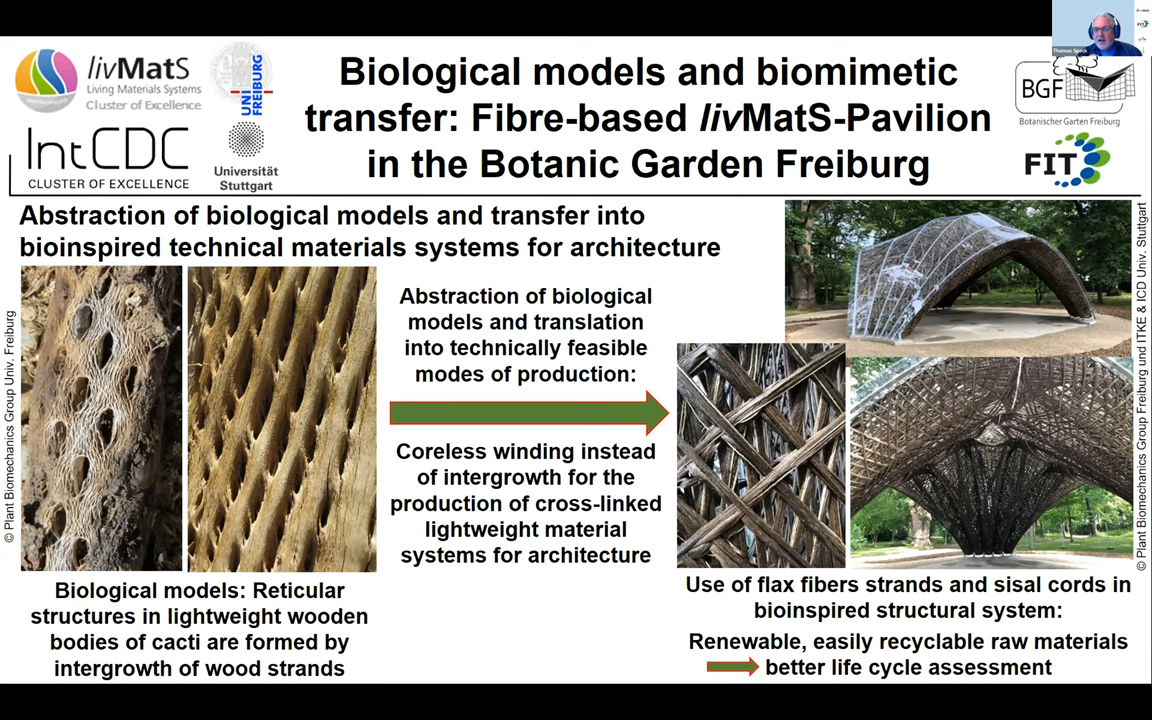 Thomas Speck
livMatS
Living Materials Systems
Cluster of Excellence
UNI
FREIBURG
IntCDC
CLUSTER OF EXCELLENCE
Universität
Stuttgart
Biological models and biomimetic
transfer: Fibre-based livMatS-Pavilion
in the Botanic Garden Freiburg
BGF
Botanischer Garten Freiburg
FIT
Abstraction of biological models and transfer into
bioinspired technical materials systems for architecture
© Plant Biomechanics Group Univ. Freiburg
Abstraction of biological
models and translation
into technically feasible
modes of production:
Coreless winding instead
of intergrowth for the
production of cross-linked
lightweight material
systems for architecture
© Plant Biomechanics Group Freiburg und ITKE & ICD Univ. Stuttgart
Biological models: Reticular
structures in lightweight wooden
bodies of cacti are formed by
intergrowth of wood strands
Use of flax fibers strands and sisal cords in
bioinspired structural system:
Renewable, easily recyclable raw materials
better life cycle assessment